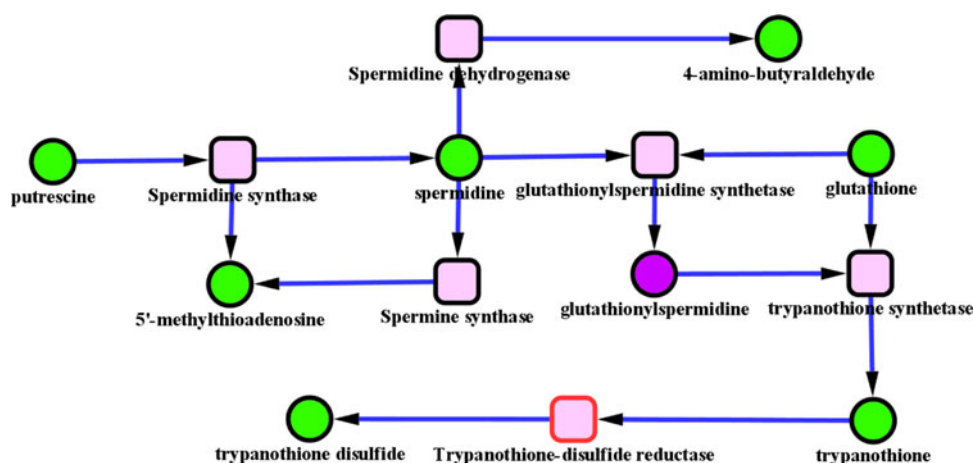 Spermidine dehydrogenase
4-amino-butyraldehyde
putrescine
Spermidine synthase
spermidine
glutathionylspermidine synthetase
glutathione
5'-methylthioadenosine
Spermine synthase
glutathionylspermidine
trypanothione synthetase
trypanothione disulfide
Trypanothione-disulfide reductase
trypanothione